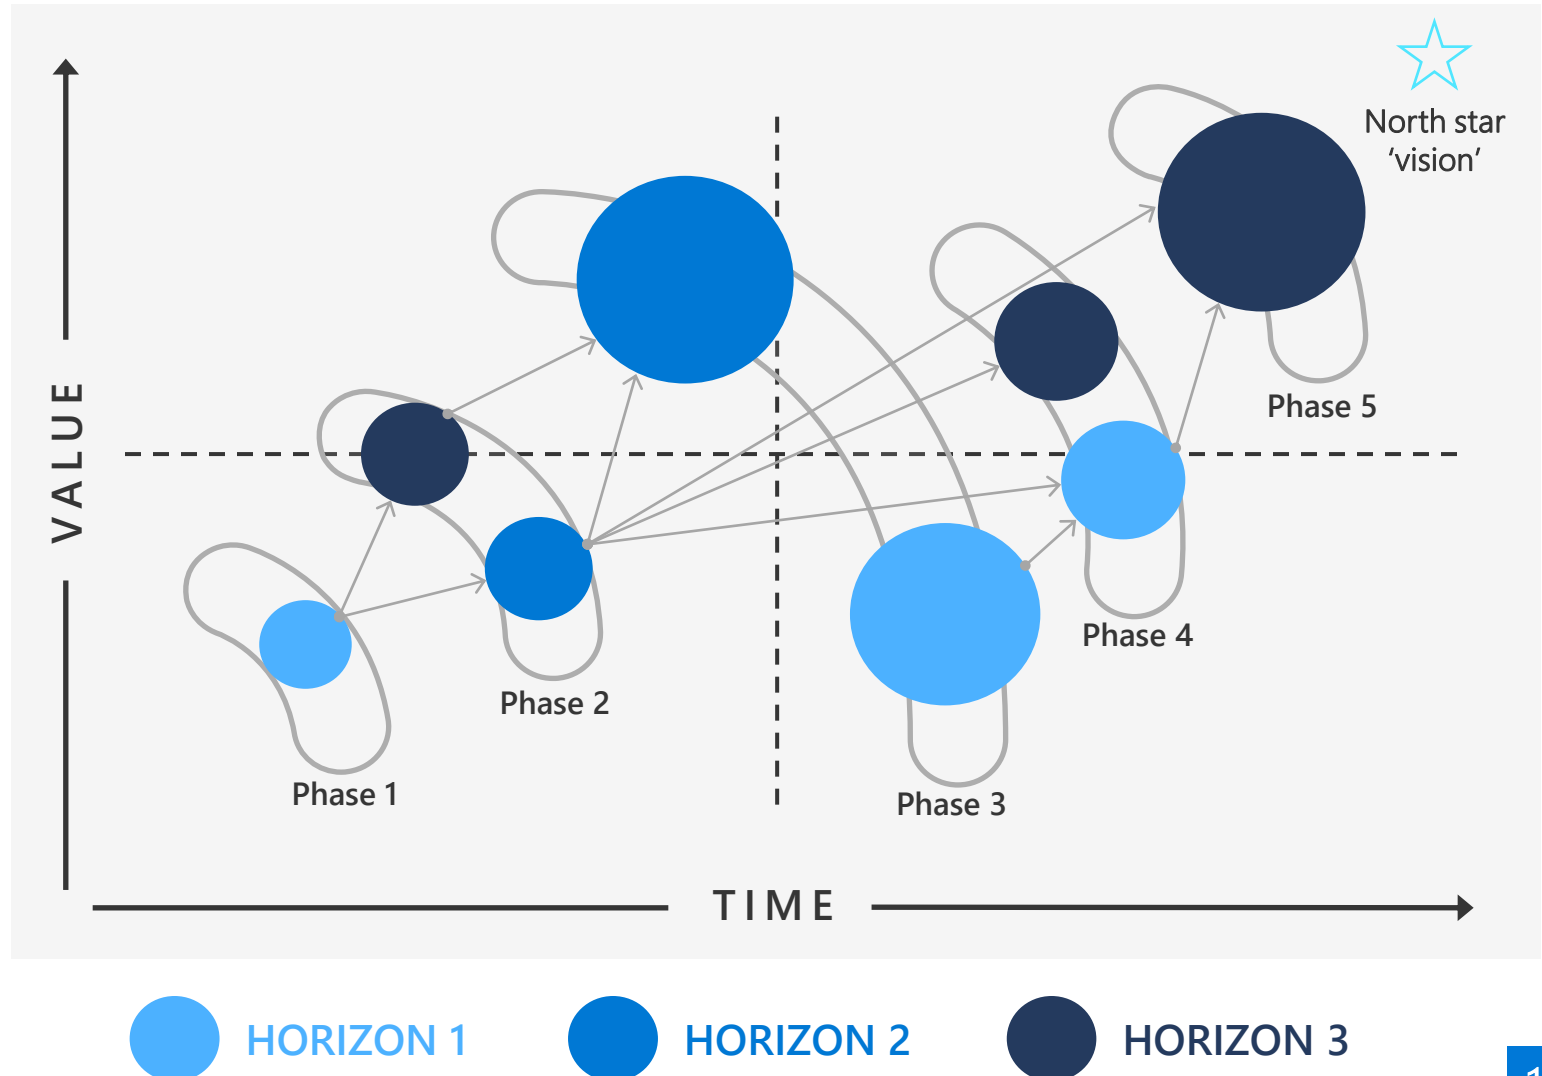 North star
‘vision’
VALUE
Phase 5
Phase 4
Phase 2
Phase 1
Phase 3
TIME
HORIZON 1
HORIZON 2
HORIZON 3